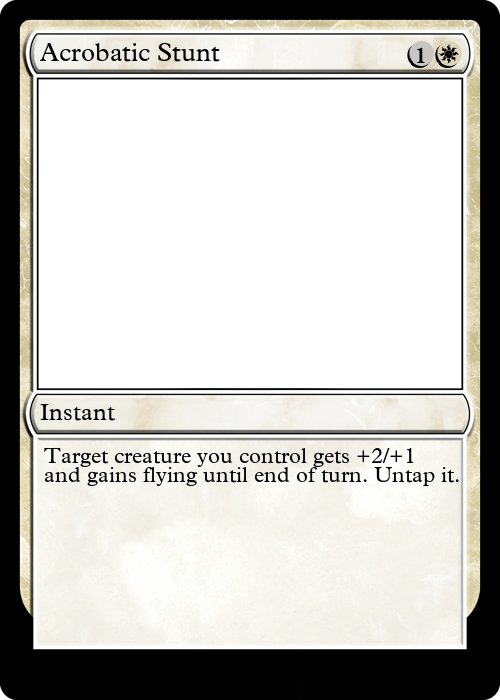 Acrobatic Stunt 1
Instant
Target creature you control gets +2/+1
and gains flying until end of turn. Untap it.